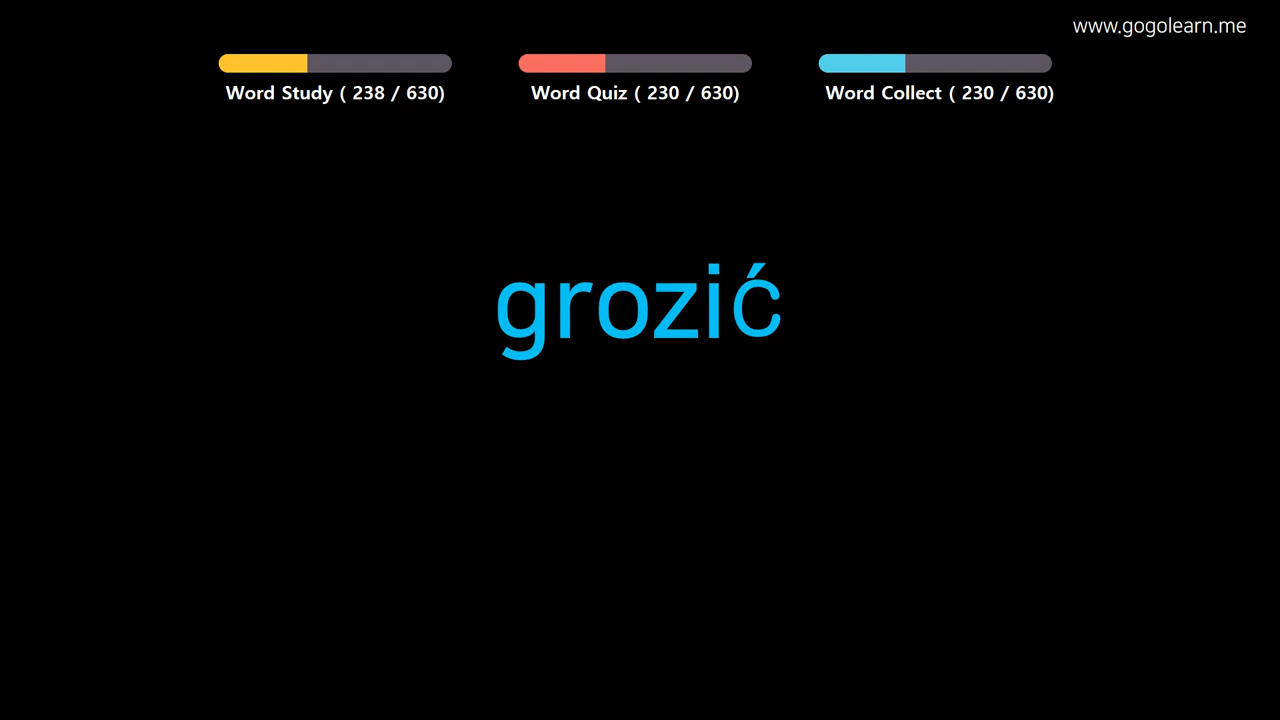 www.gogolearn.me
Word Study ( 238 / 630)
Word Quiz ( 230 / 630)
Word Collect ( 230 / 630)
grozić